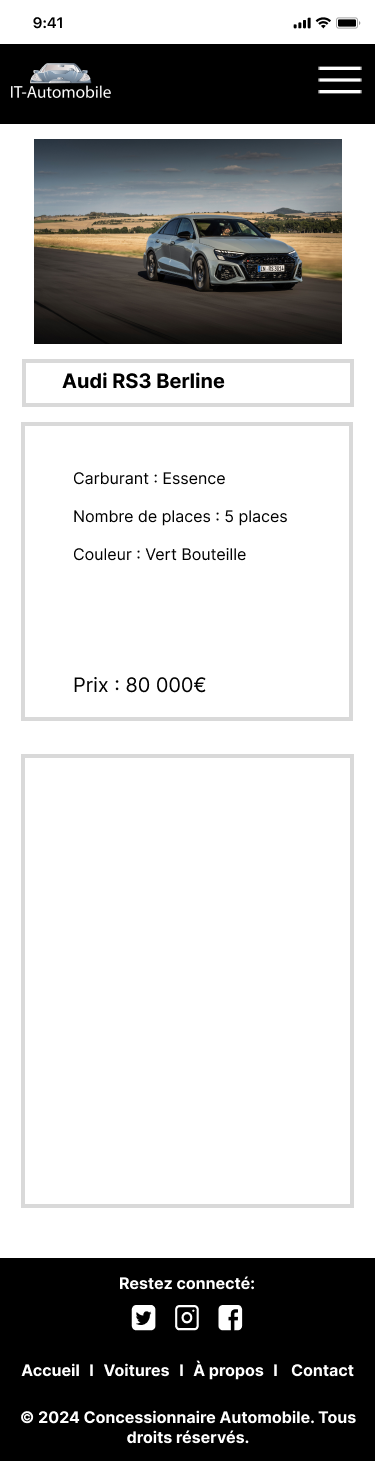 9:41
IT-Automobile
Audi RS3 Berline
Carburant : Essence
Nombre de places : 5 places
Couleur : Vert Bouteille
Prix : 80 000€
Restez connecté:
Accueil I Voitures I À propos I Contact
© 2024 Concessionnaire Automobile. Tous
droits réservés.